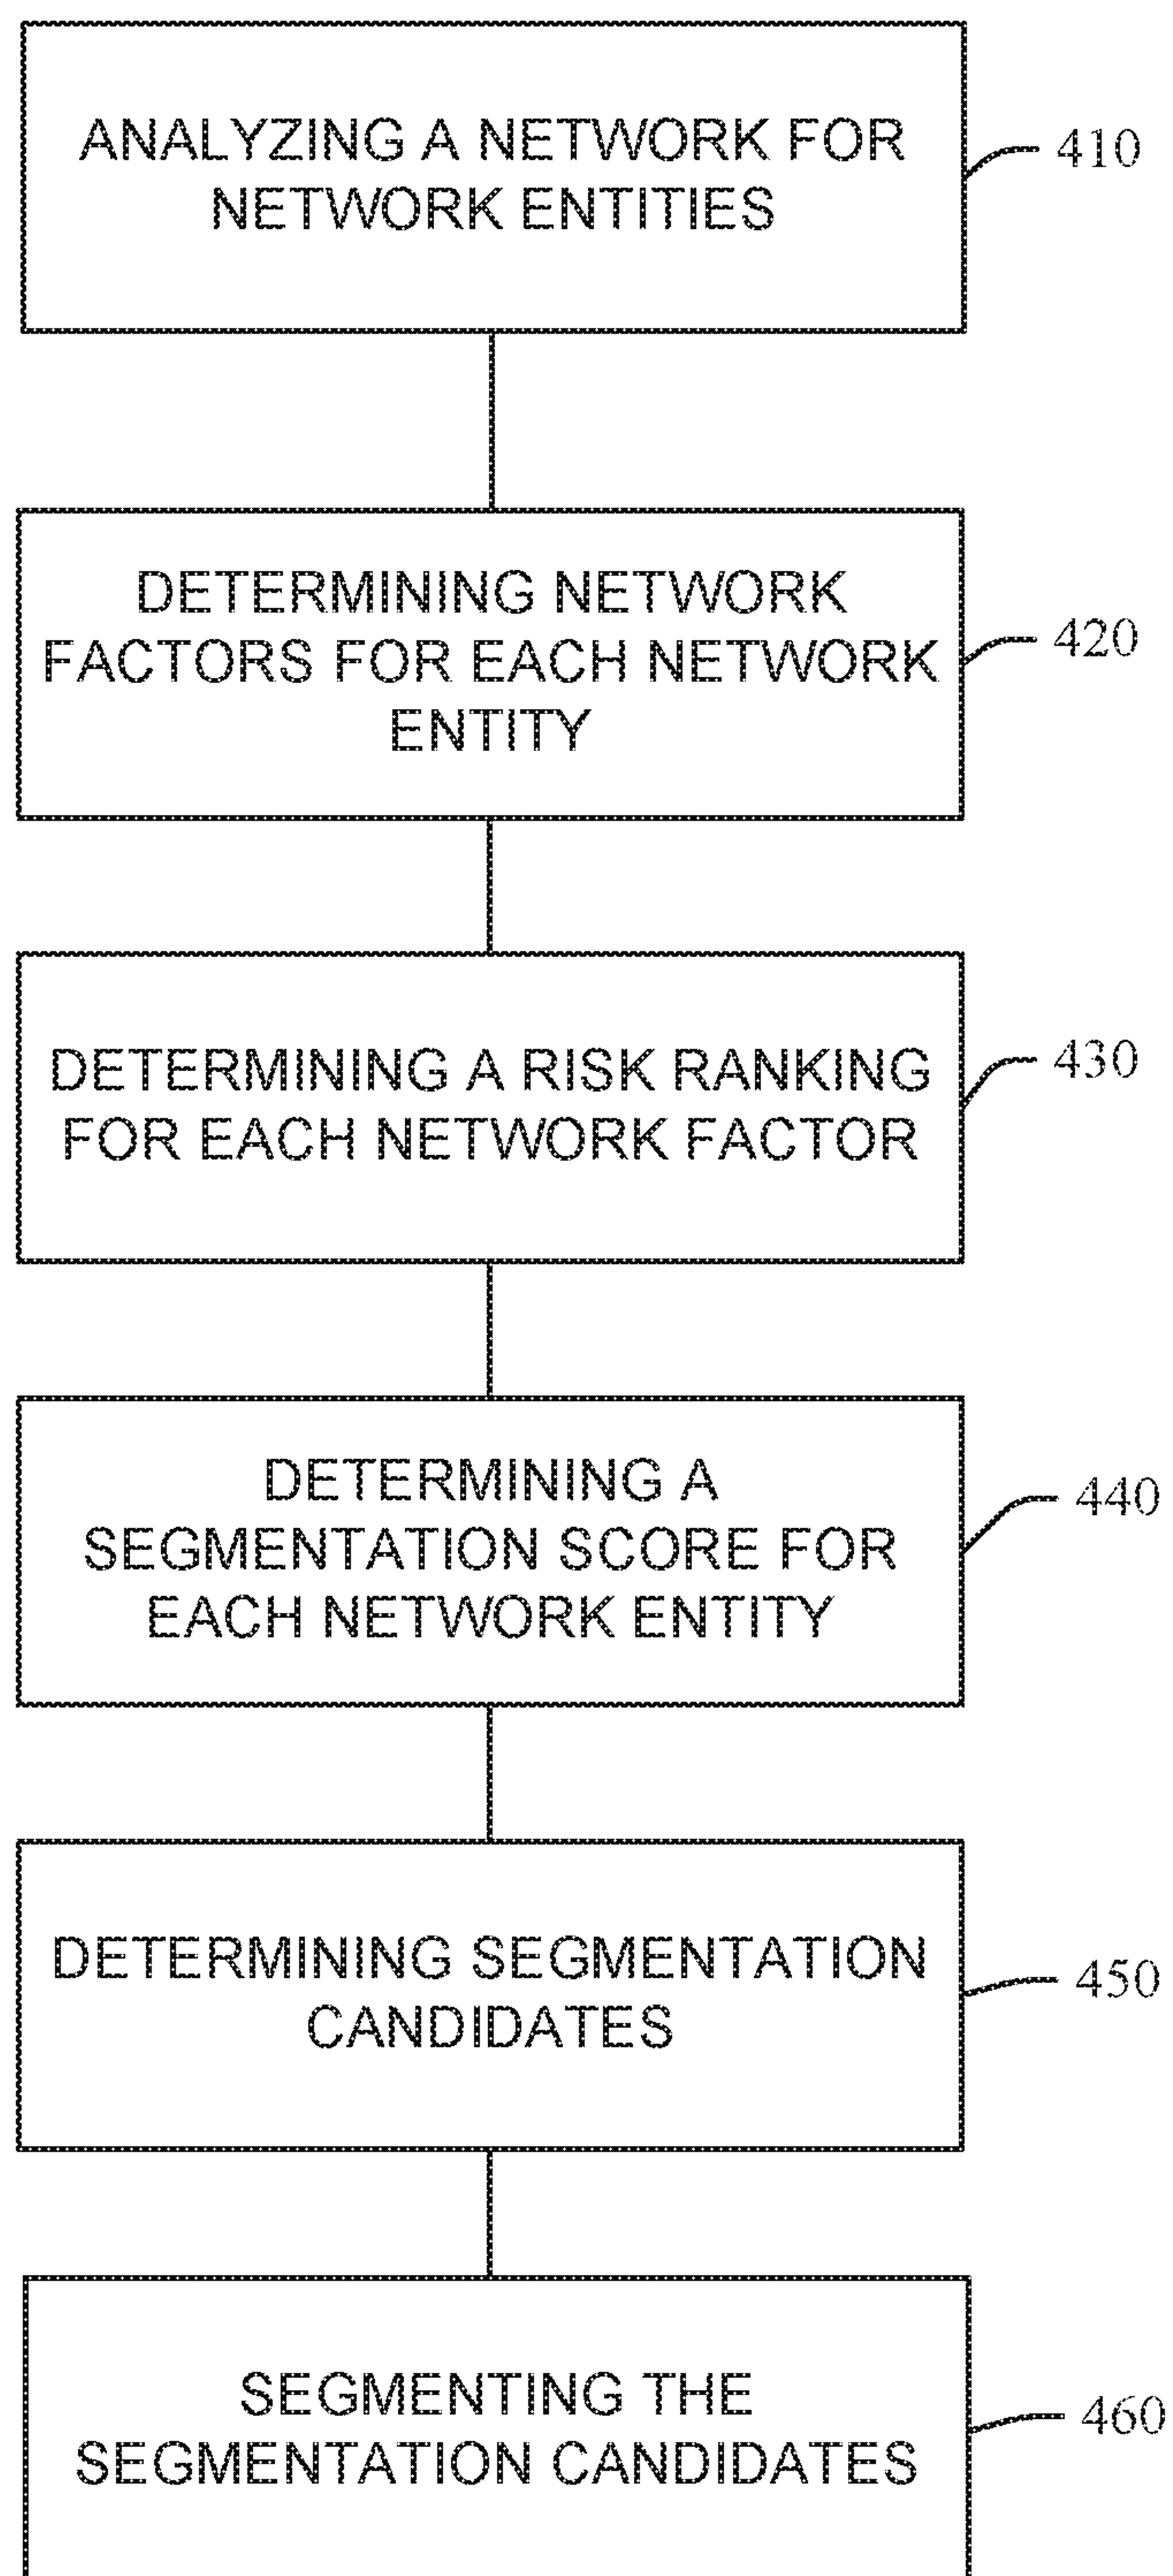 ANALYZING A NETWORK FOR
NETWORK ENTITIES
410
DETERMINING NETWORK
FACTORS FOR EACH NETWORK
ENTITY
420
DETERMINING A RISK RANKING
FOR EACH NETWORK FACTOR
430
DETERMINING A
SEGMENTATION SCORE FOR
EACH NETWORK ENTITY
440
DETERMINING SEGMENTATION
CANDIDATES
450
SEGMENTING THE
SEGMENTATION CANDIDATES
460